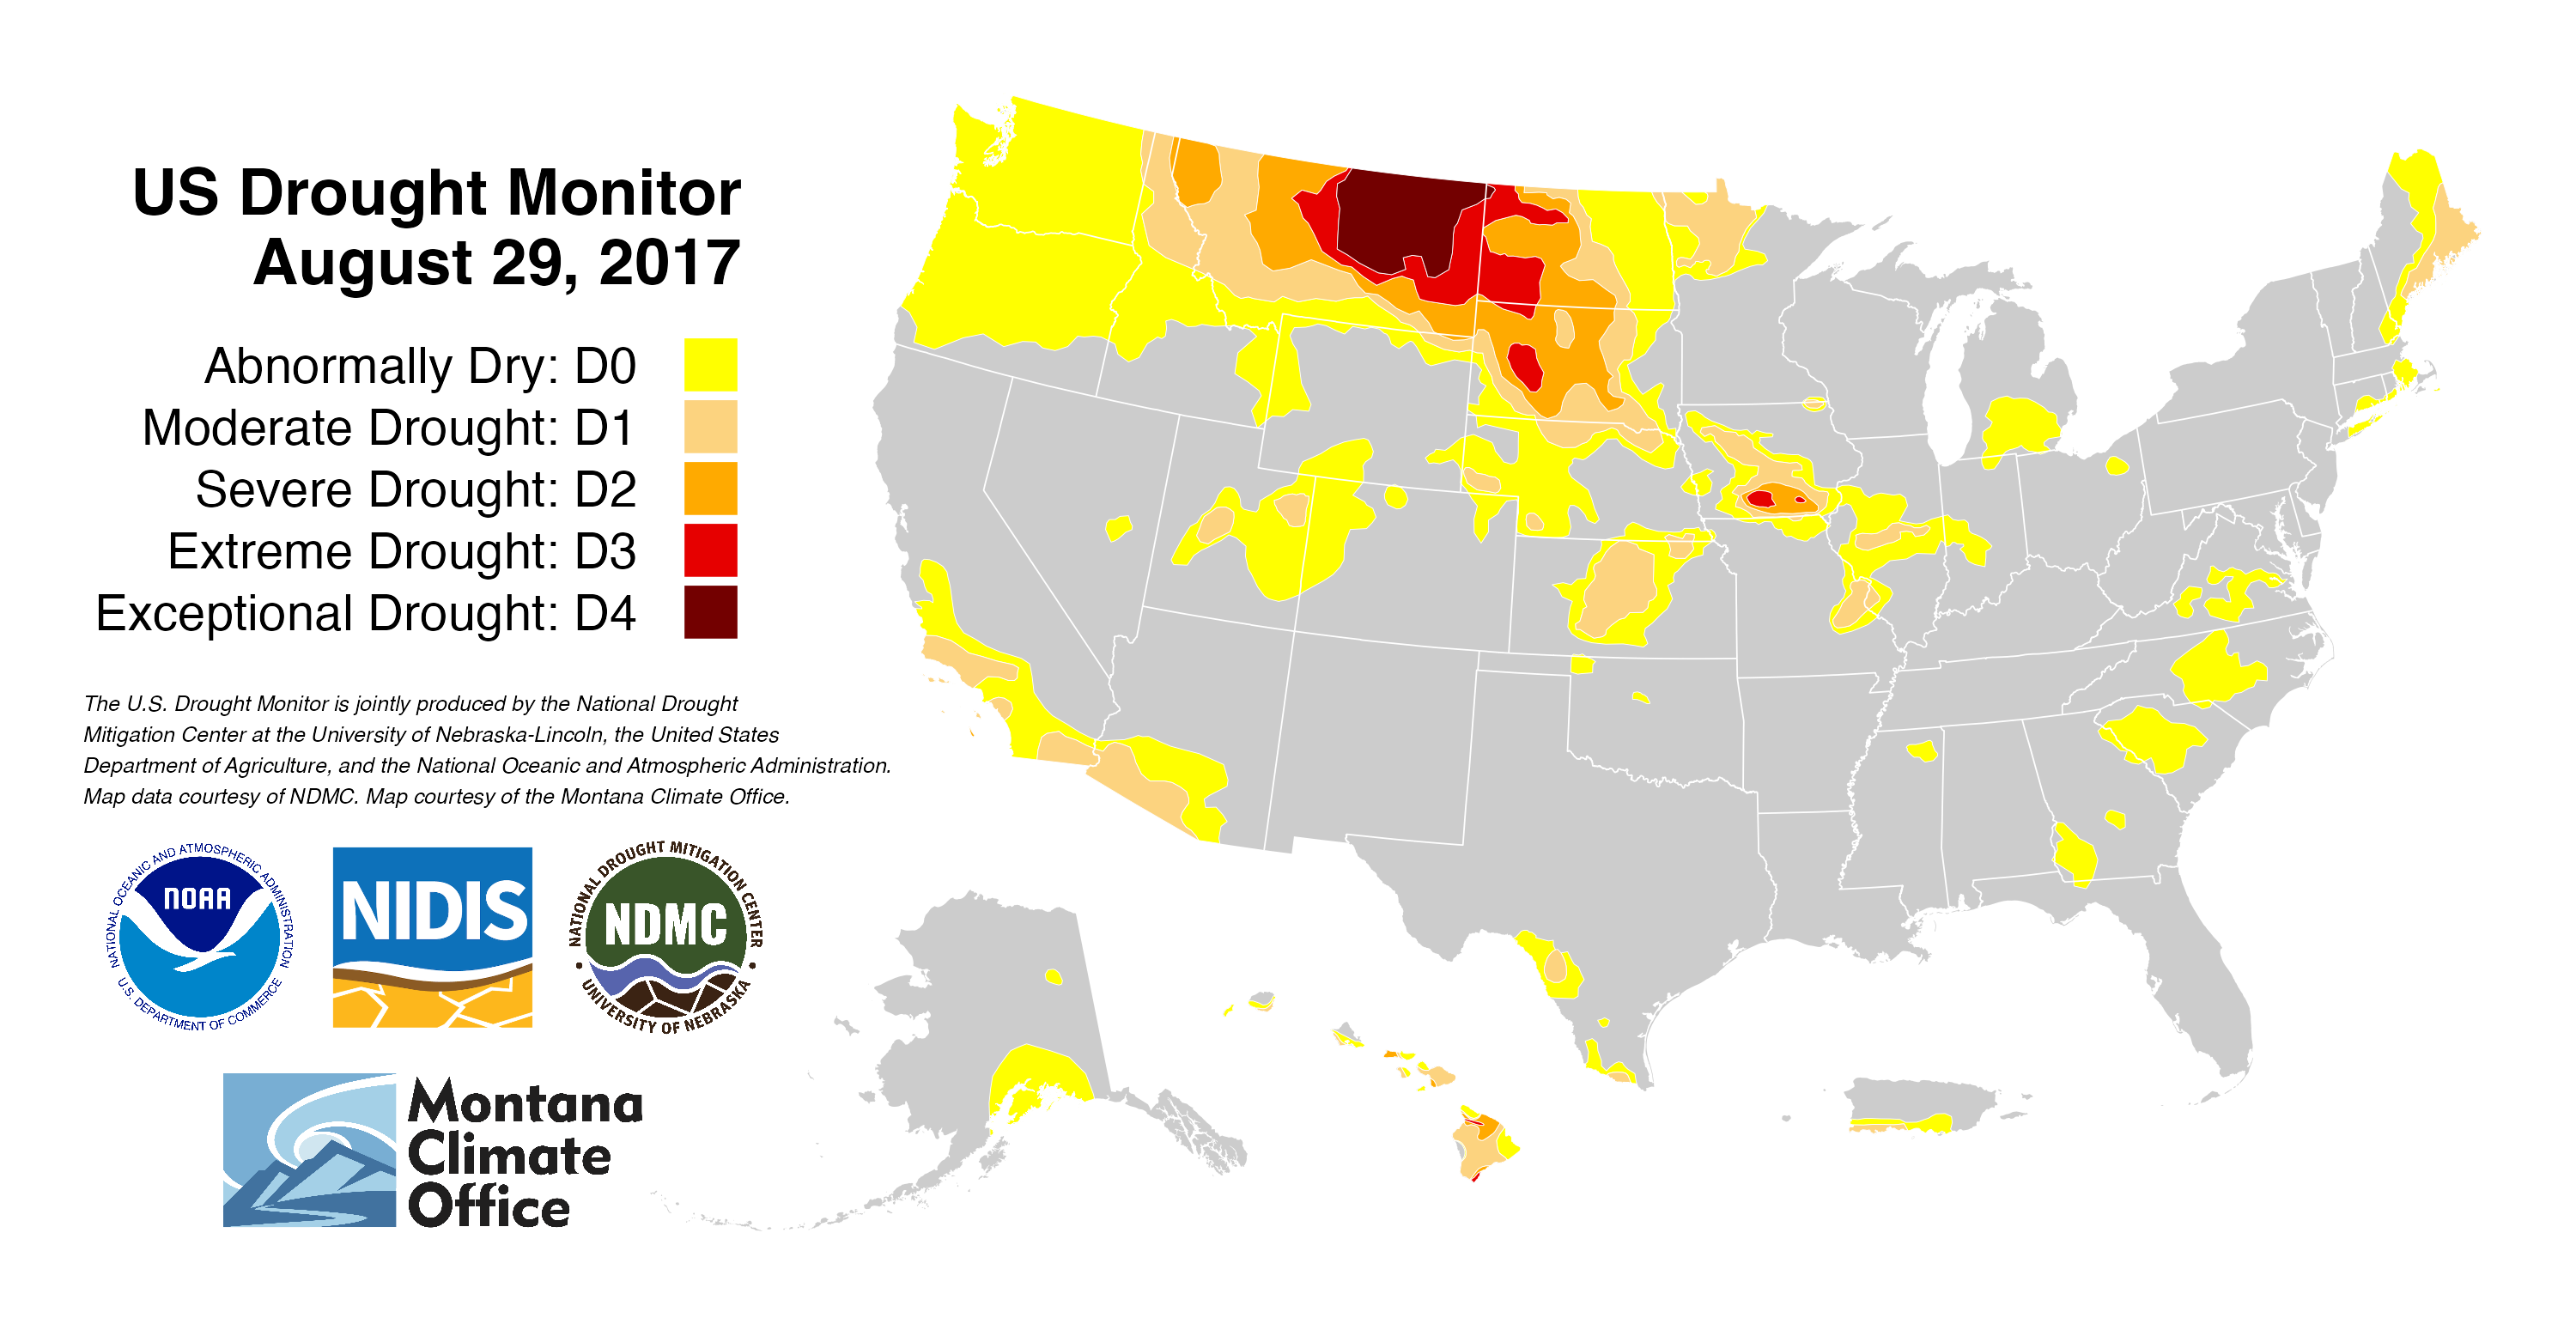 US Drought Monitor
August 29, 2017
Abnormally Dry: D0
Moderate Drought: D1
Severe Drought: D2
Extreme Drought: D3
Exceptional Drought: D4
The U.S. Drought Monitor is jointly produced by the National Drought
Mitigation Center at the University of Nebraska-Lincoln, the United States
Department of Agriculture, and the National Oceanic and Atmospheric Administration.
Map data courtesy of NDMC. Map courtesy of the Montana Climate Office.
NATIONAL OCEANIC AND ATMOSPHERIC ADMINISTRATION
NOAA
U.S. DEPARTMENT OF COMMERCE
NIDIS
NATIONAL DROUGHT MITIGATION CENTER
NDMC
UNIVERSITY OF NEBRASKA
Montana
Climate
Office